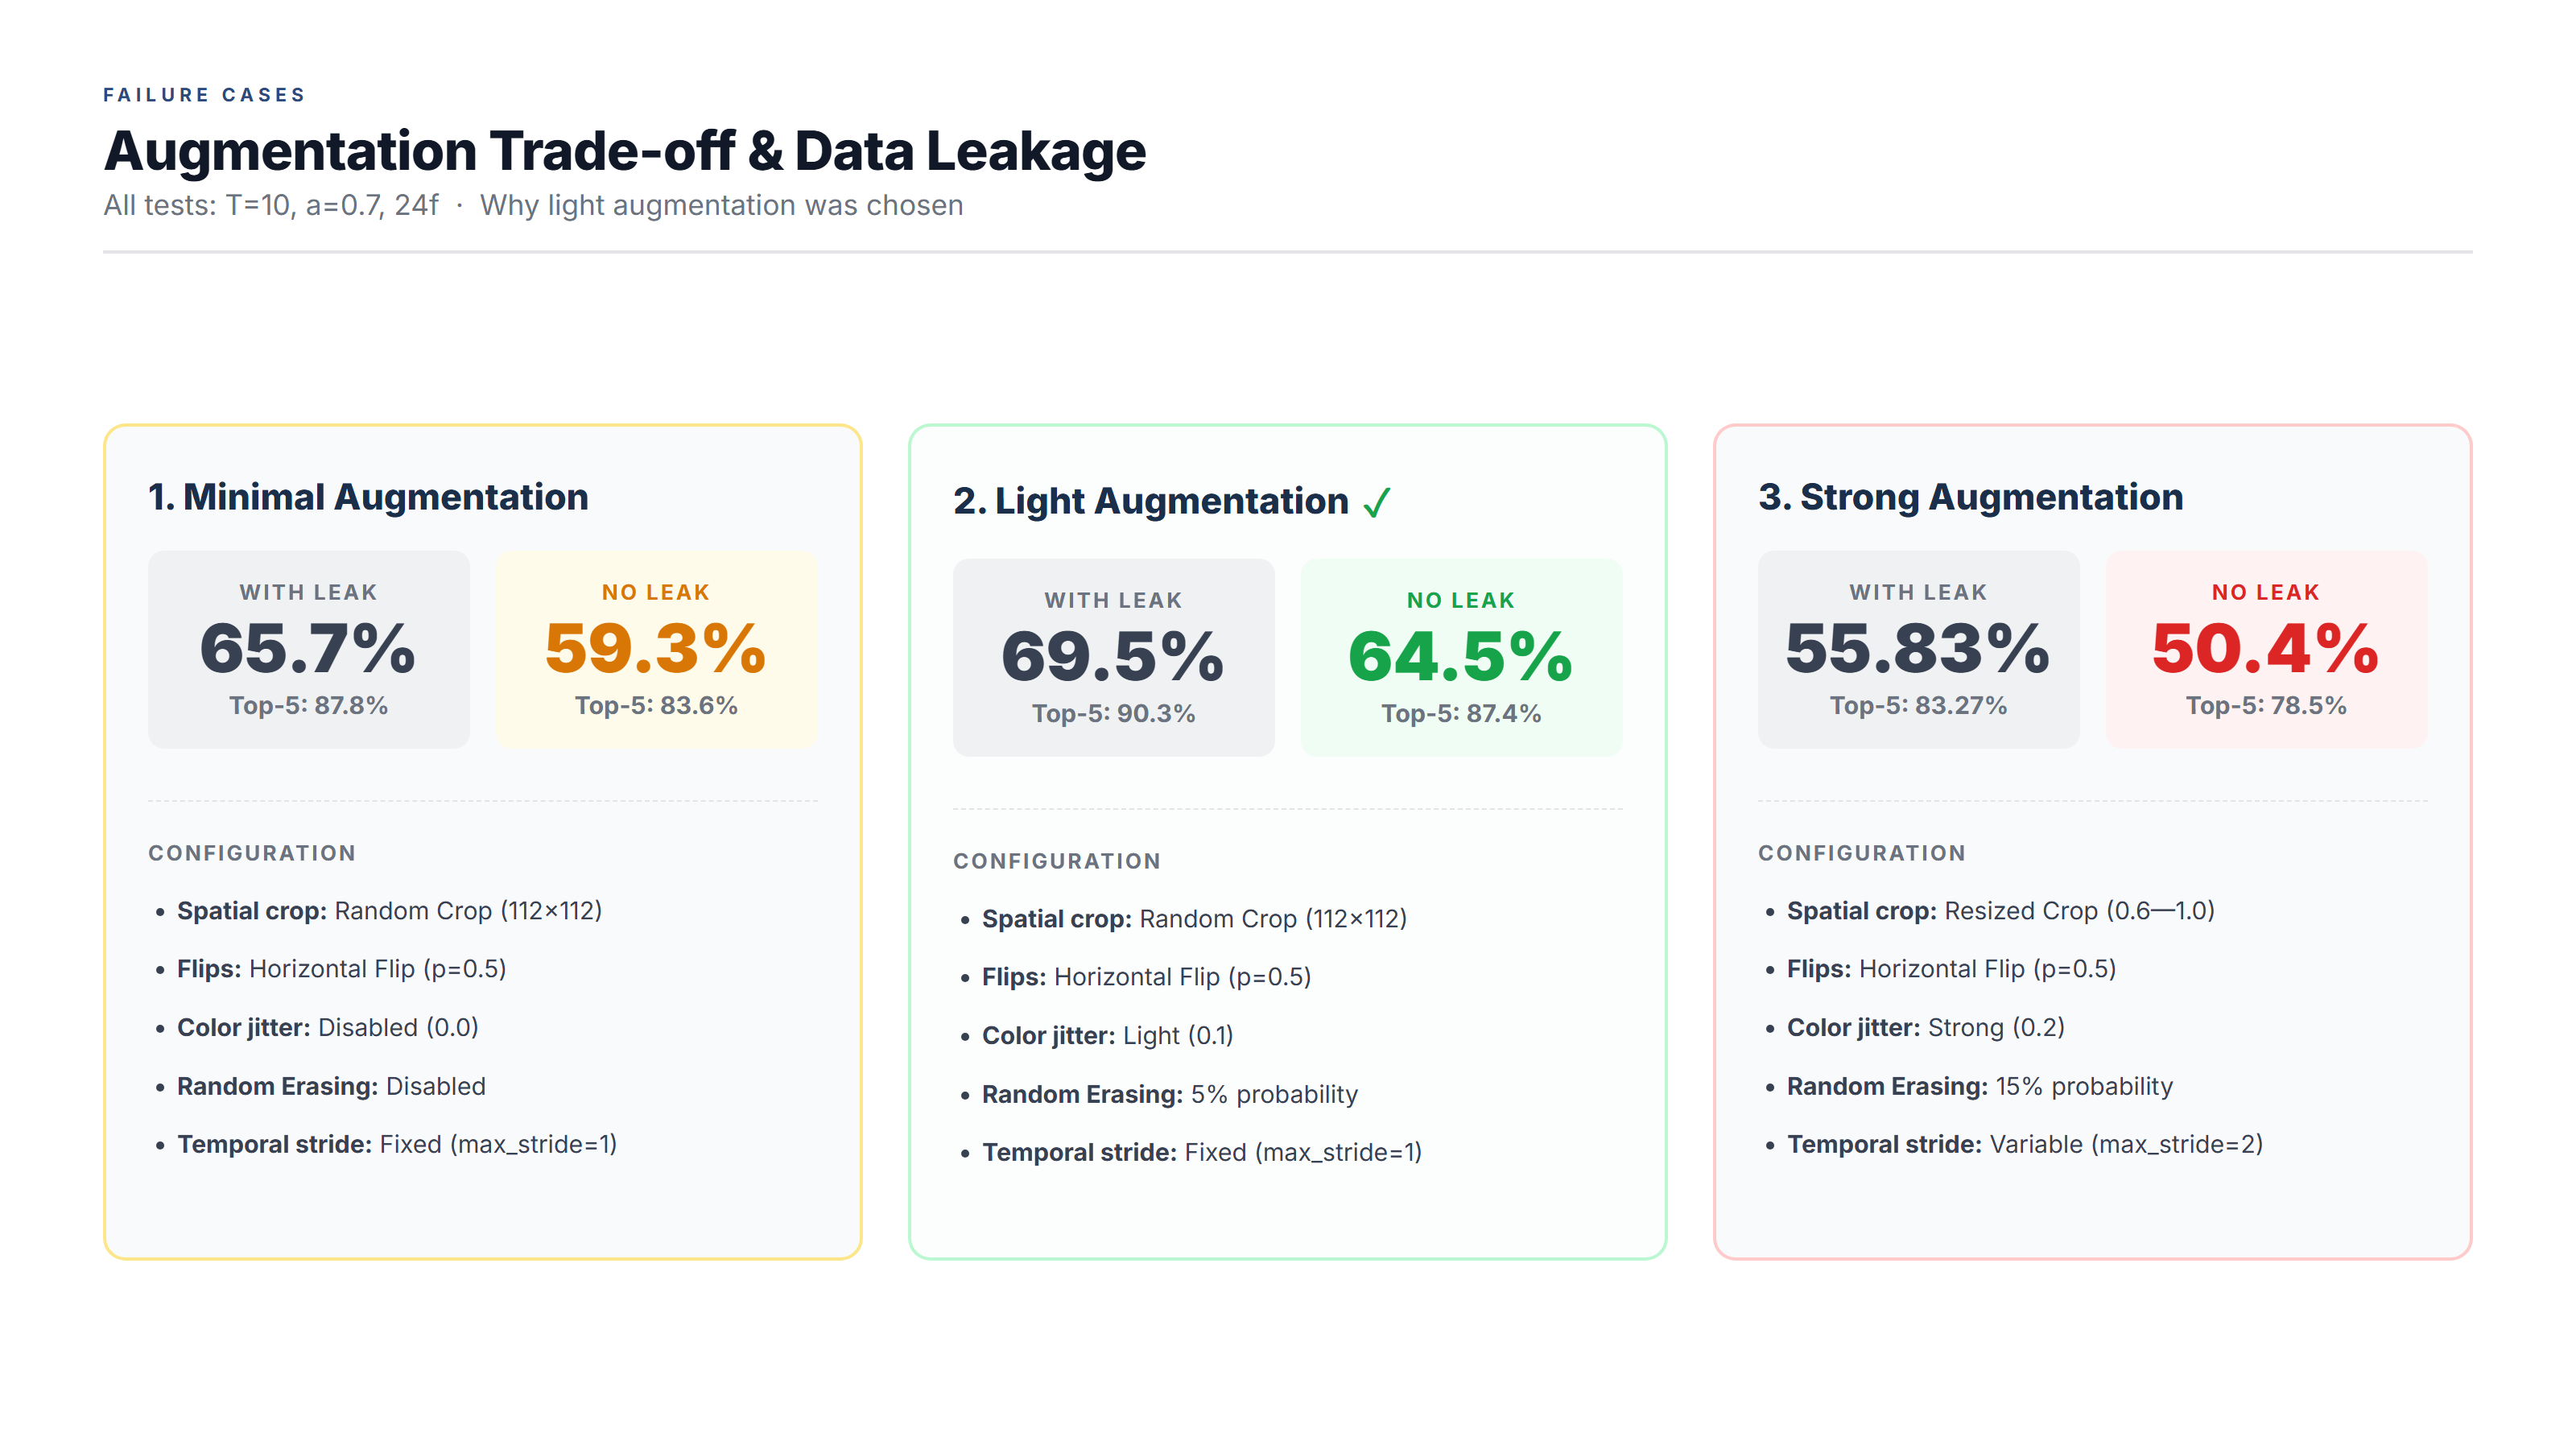 FAILURE CASES
Augmentation Trade-off & Data Leakage
All tests: T=10, a=0.7, 24f · Why light augmentation was chosen
1. Minimal Augmentation
WITH LEAK
65.7%
Top-5: 87.8%
NO LEAK
59.3%
Top-5: 83.6%
CONFIGURATION
• Spatial crop: Random Crop (112×112)
• Flips: Horizontal Flip (p=0.5)
• Color jitter: Disabled (0.0)
• Random Erasing: Disabled
• Temporal stride: Fixed (max_stride=1)
2. Light Augmentation ✓
WITH LEAK
69.5%
Top-5: 90.3%
NO LEAK
64.5%
Top-5: 87.4%
CONFIGURATION
• Spatial crop: Random Crop (112×112)
• Flips: Horizontal Flip (p=0.5)
• Color jitter: Light (0.1)
• Random Erasing: 5% probability
• Temporal stride: Fixed (max_stride=1)
3. Strong Augmentation
WITH LEAK
55.83%
Top-5: 83.27%
NO LEAK
50.4%
Top-5: 78.5%
CONFIGURATION
• Spatial crop: Resized Crop (0.6—1.0)
• Flips: Horizontal Flip (p=0.5)
• Color jitter: Strong (0.2)
• Random Erasing: 15% probability
• Temporal stride: Variable (max_stride=2)